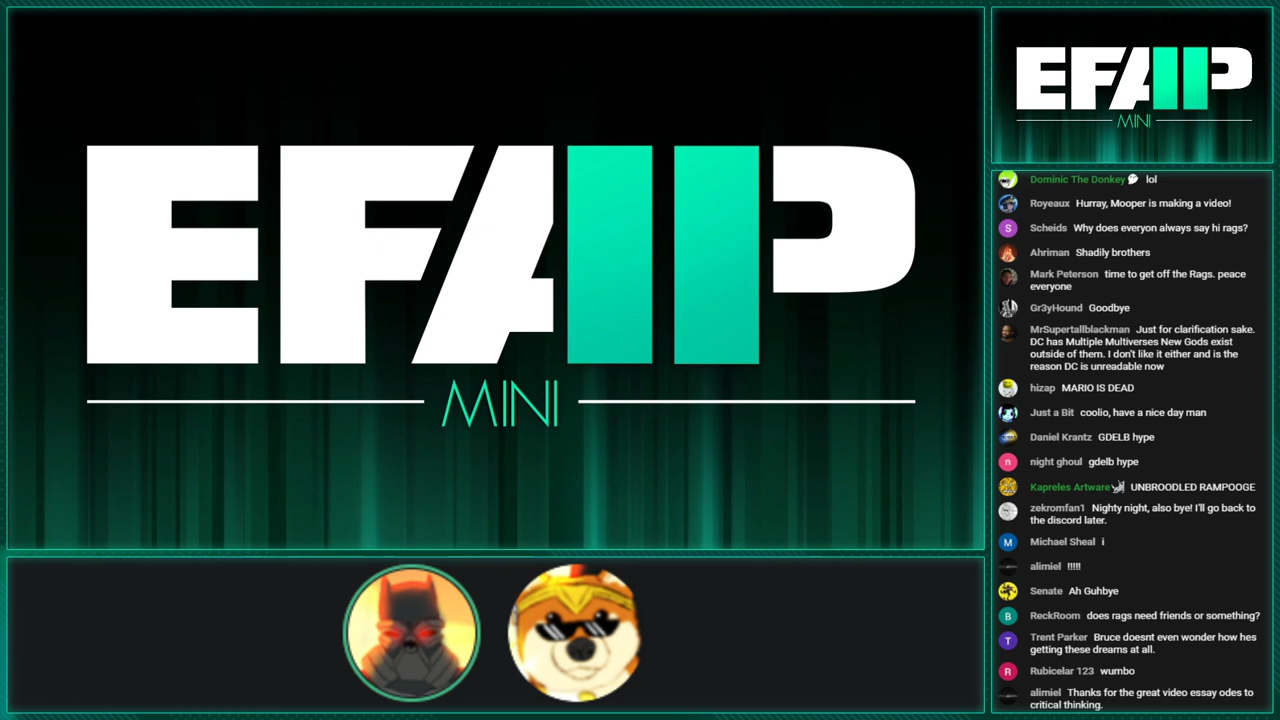 EFAP
MINI
EFAP
MINI
Dominic The Donkey lol
Royeaux Hurray, Mooper is making a video!
Scheids Why does everyon always say hi rags?
Ahriman Shadily brothers
Mark Peterson time to get off the Rags. peace
everyone
Gr3yHound Goodbye
MrSupertallblackman Just for clarification sake.
DC has Multiple Multiverses New Gods exist
outside of them. I don't like it either and is the
reason DC is unreadable now
hizap MARIO IS DEAD
Just a Bit coolio, have a nice day man
Daniel Krantz GDELB hype
n night ghoul gdelb hype
Kapreles Artware UNBROODLED RAMPOOGE
zekromfan1 Nighty night, also bye! I'll go back to
the discord later.
M Michael Sheal i
alimiel !!!!!
Senate Ah Guhbye
B ReckRoom does rags need friends or something?
T Trent Parker Bruce doesnt even wonder how hes
getting these dreams at all.
R Rubicelar 123 wumbo
alimiel Thanks for the great video essay odes to
critical thinking.